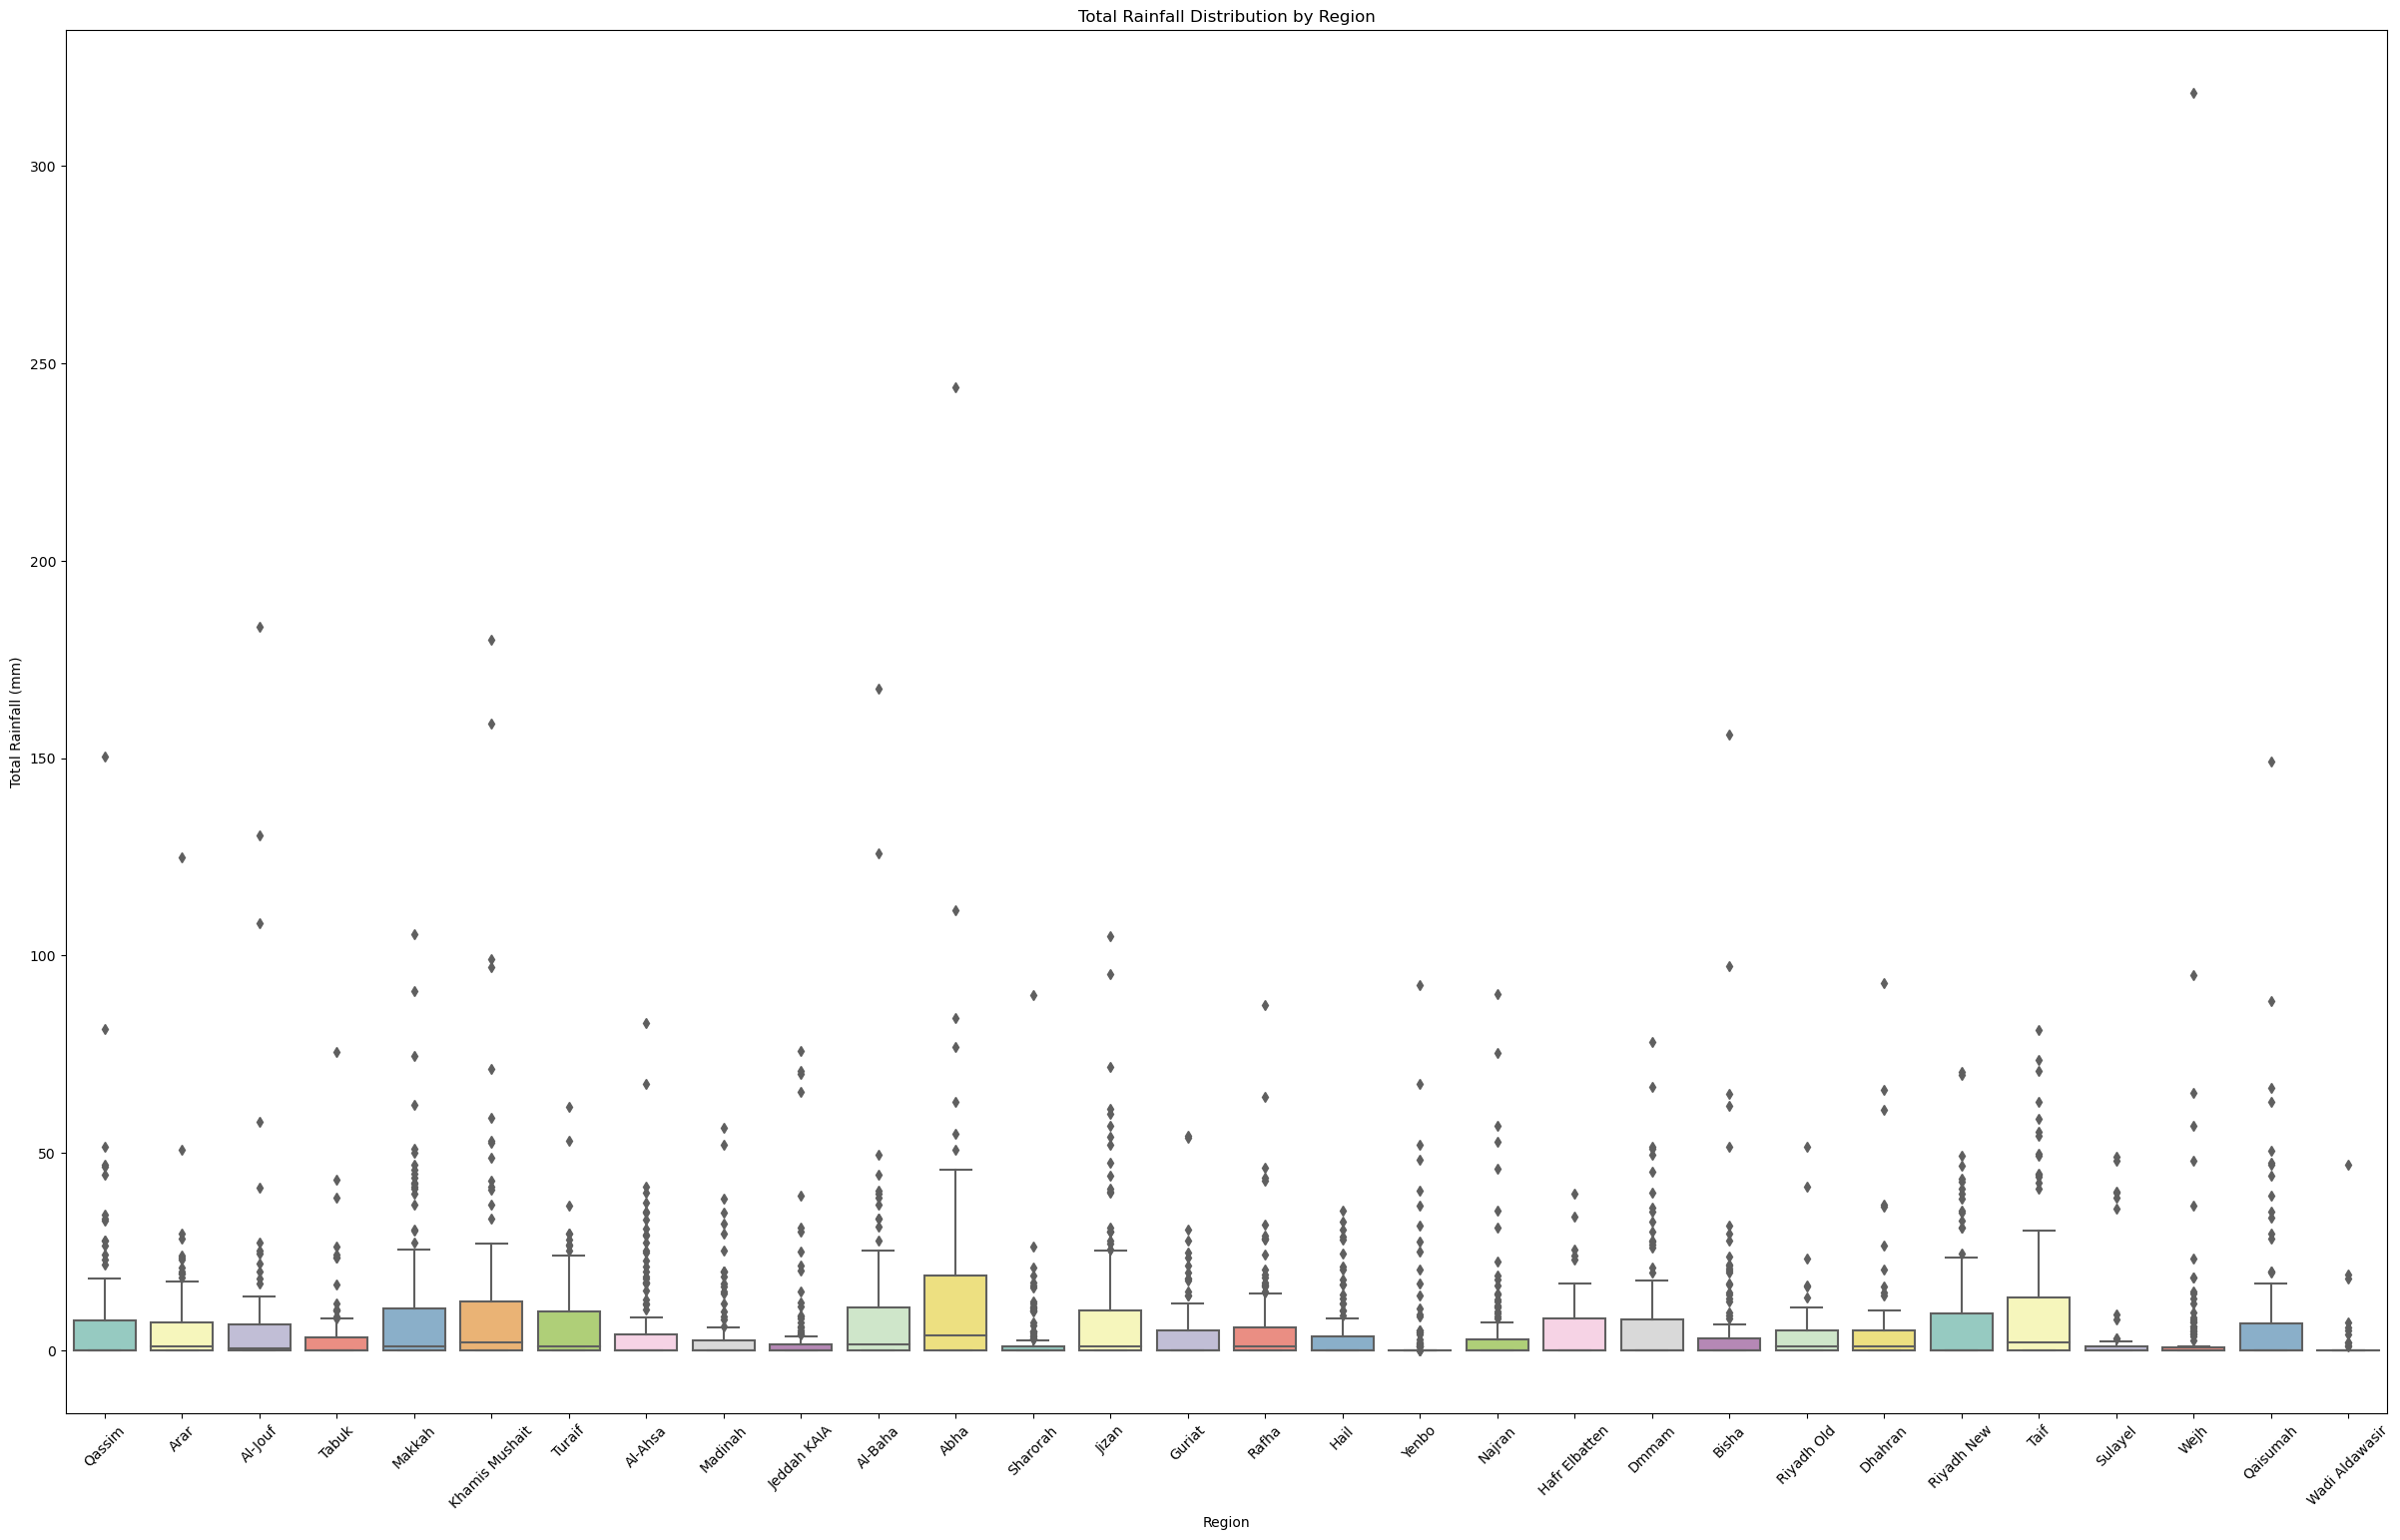 Total Rainfall Distribution by Region
Total Rainfall (mm)
300
250
200
150
100
50
0
Qassim
Arar
Al-Jouf
Tabuk
Makkah
Khamis Mushait
Turaif
Al-Ahsa
Madinah
Jeddah KAIA
Al-Baha
Abha
Sharorah
Jizan
Guriat
Rafha
Hail
Yenbo
Najran
Hafr Elbatten
Dmmam
Bisha
Riyadh Old
Dhahran
Riyadh New
Taif
Sulayel
Wejh
Qaisumah
Wadi Aldawasir
Region